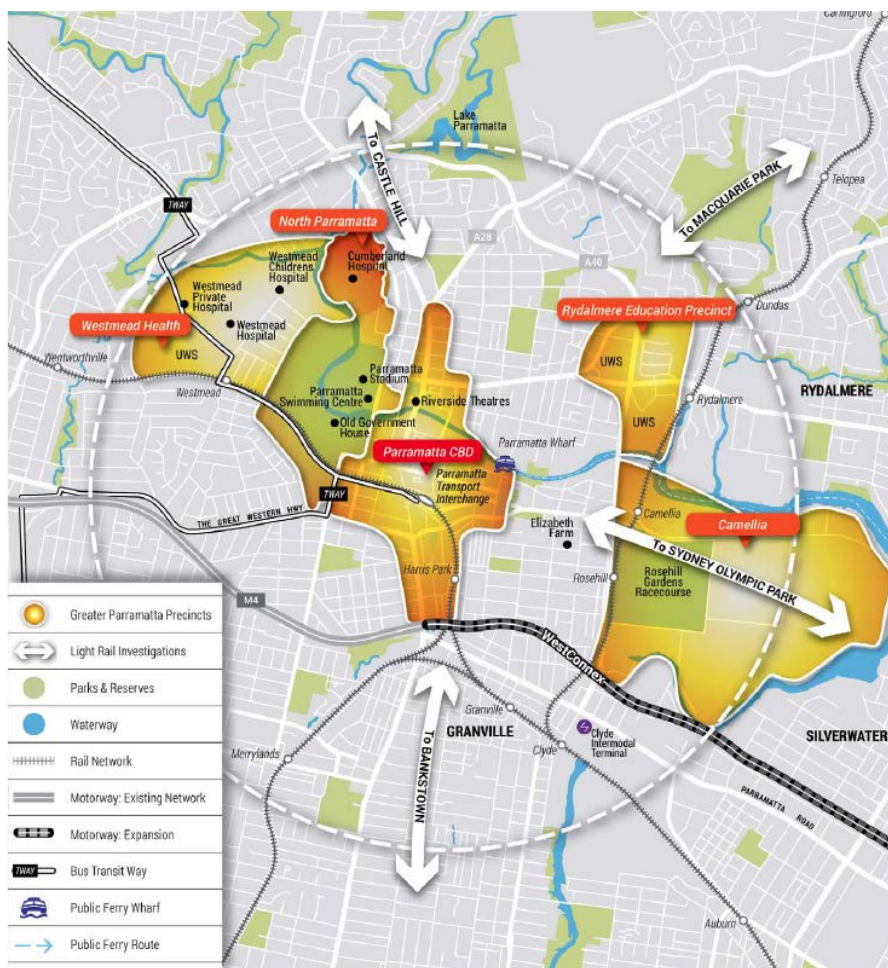 Carlingford
Lake
Parramatta
To CASTLE HILL
To MACQUARIE PARK
Telopea
TWAY
North Parramatta
A28
A40
Cumberland
Hospital
Westmead
Childrens
Hospital
Westmead
Private
Hospital
Westmead
Hospital
Westmead Health
UWS
Wentworthville
Westmead
Rydalmere Education Precinct
Dundas
UWS
UWS
RYDALMERE
Rydalmere
Parramatta
Stadium
Parramatta
Swimming Centre
Riverside Theatres
Old Government
House
Parramatta CBD
Parramatta Wharf
Parramatta
Transport
Interchange
TWAY
THE GREAT WESTERN HWY
Camellia
Camellia
Elizabeth
Farm
To SYDNEY OLYMPIC PARK
Harris Park
Rosehill
Rosehill
Gardens
Racecourse
M4
WestConnex
Granville
GRANVILLE
Clyde
Clyde
Intermodal
Terminal
SILVERWATER
Merrylands
To BANKSTOWN
PARRAMATTA ROAD
Auburn
Greater Parramatta Precincts
Light Rail Investigations
Parks & Reserves
Waterway
Rail Network
Motorway: Existing Network
Motorway: Expansion
TWAY
Bus Transit Way
Public Ferry Wharf
Public Ferry Route